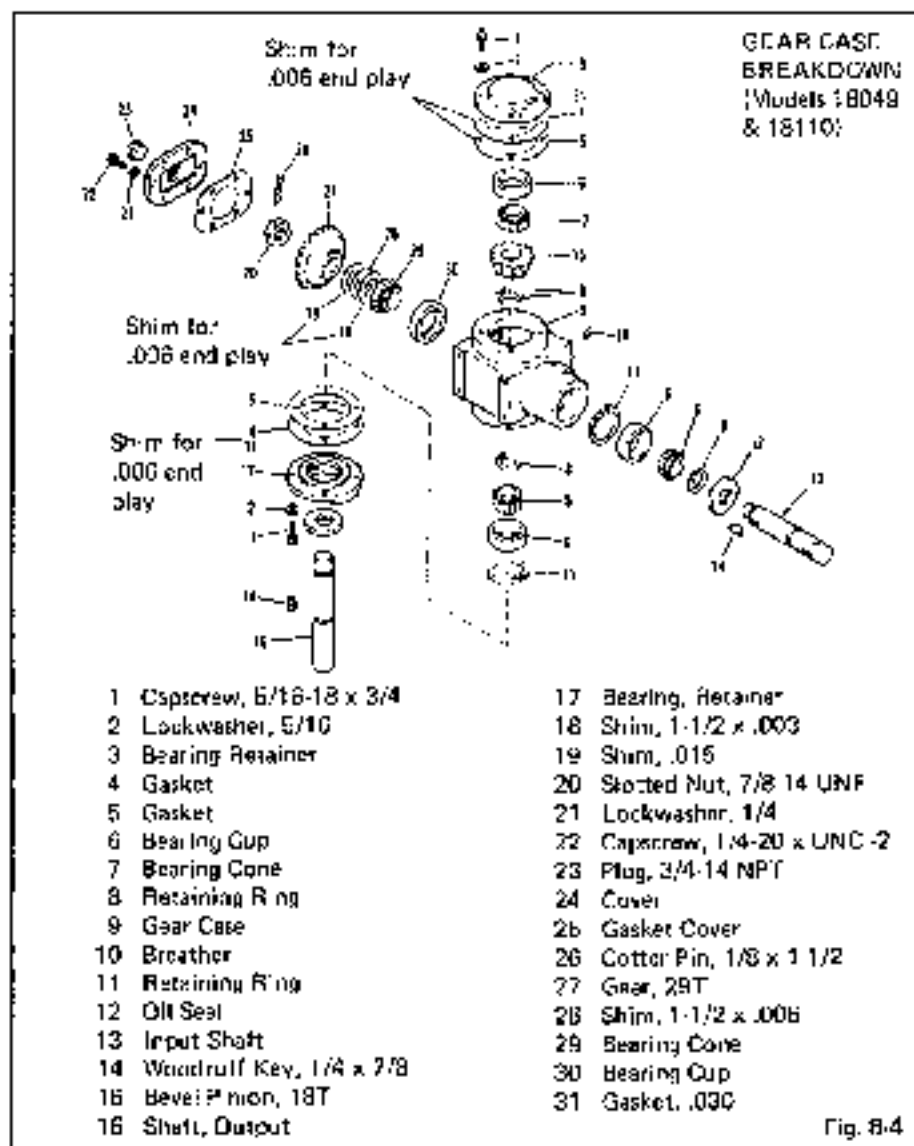 GEAR CASE
BREAKDOWN
(Models 18049
& 18110)
Shim for
.006 end play
Shim for
.006 end play
Shim for
.006 end
play
1 Capscrew, 5/16-18 x 3/4
2 Lockwasher, 5/16
3 Bearing Retainer
4 Gasket
5 Gasket
6 Bearing Cup
7 Bearing Cone
8 Retaining Ring
9 Gear Case
10 Breather
11 Retaining Ring
12 Oil Seal
13 Input Shaft
14 Woodruff Key, 1/4 x 7/8
15 Bevel Pinion, 18T
16 Shaft, Output
17 Bearing, Retainer
18 Shim, 1-1/2 x .003
19 Shim, .015
20 Slotted Nut, 7/8 14 UNF
21 Lockwasher, 1/4
22 Capscrew, 1/4-20 x UNC -2
23 Plug, 3/4-14 NPT
24 Cover
25 Gasket Cover
26 Cotter Pin, 1/8 x 1 1/2
27 Gear, 29T
28 Shim, 1-1/2 x .006
29 Bearing Cone
30 Bearing Cup
31 Gasket, .030
Fig. 8-4